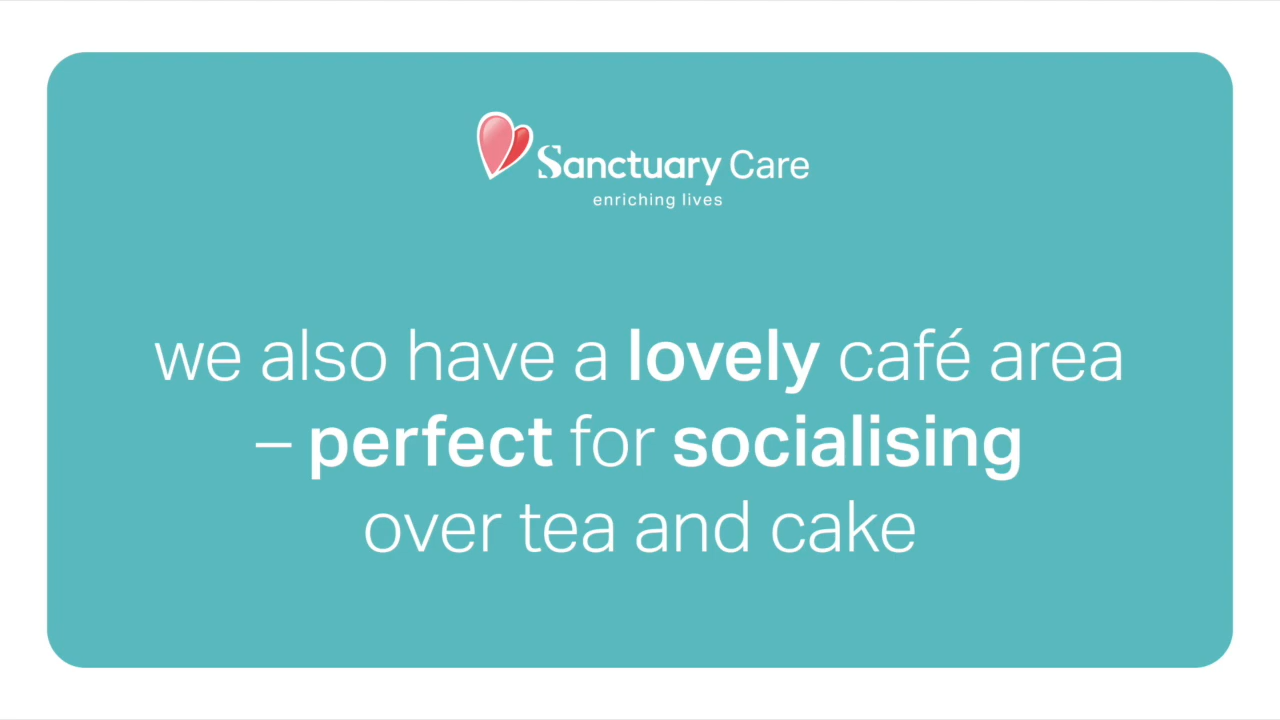 Sanctuary Care
enriching lives
we also have a lovely café area
– perfect for socialising
over tea and cake